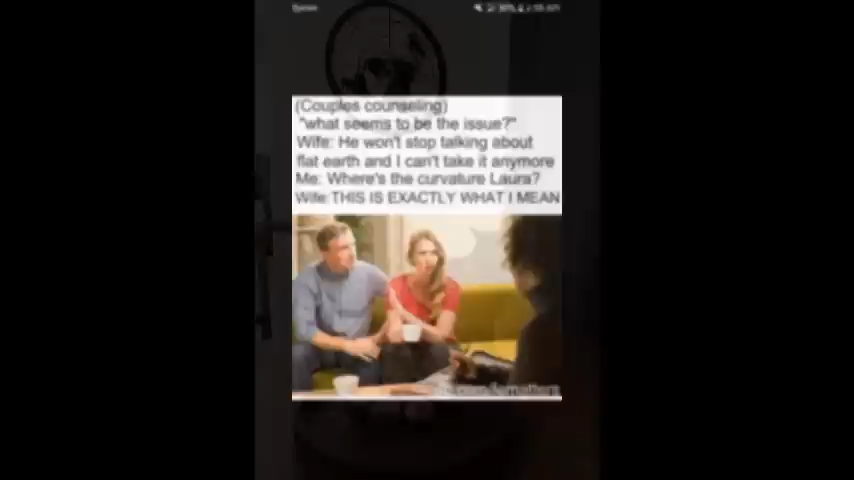 (Couples counseling)
"what seems to be the issue?"
Wife: He won't stop talking about
flat earth and I can't take it anymore
Me: Where's the curvature Laura?
Wife:THIS IS EXACTLY WHAT I MEAN